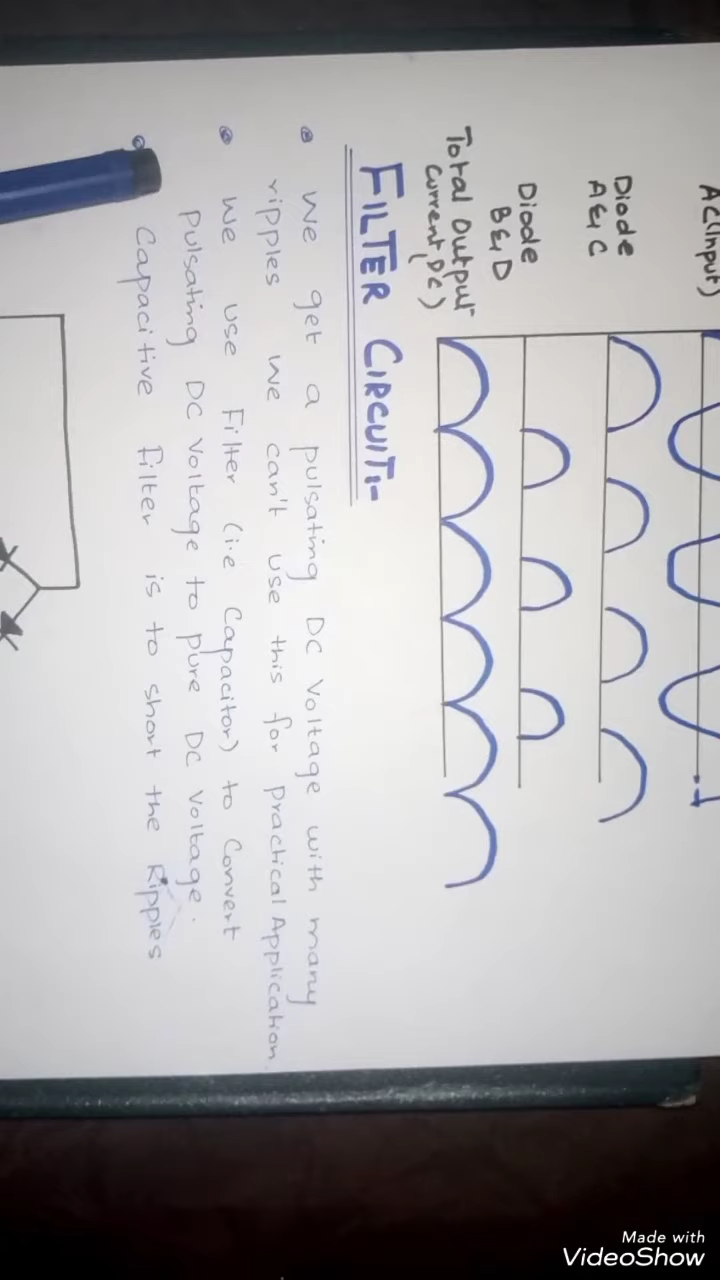 AC(Input)
Diode
A & C
Diode
B & D
Total Output
Current (DC)
FILTER CIRCUIT:-
We get a pulsating DC Voltage with many
ripples we can't use this for Practical Application.
We use Filter (i.e Capacitor) to Convert
Pulsating DC Voltage to pure DC Voltage.
Capacitive Filter is to short the Ripples
Made with
VideoShow